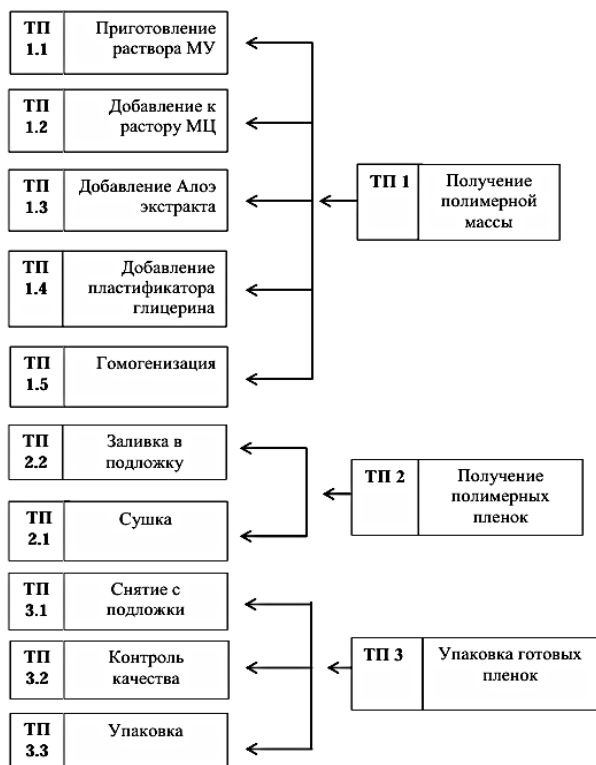 ТП Приготовление
1.1 раствора МУ
ТП Добавление к
1.2 растору МЦ
ТП Добавление Алоэ
1.3 экстракта
ТП 1 Получение
полимерной
массы
ТП Добавление
1.4 пластификатора
глицерина
ТП Гомогенизация
1.5
ТП Заливка в
2.2 подложку
ТП 2 Получение
полимерных
пленок
ТП Сушка
2.1
ТП Снятие с
3.1 подложки
ТП Контроль
3.2 качества
ТП 3 Упаковка готовых
пленок
ТП Упаковка
3.3